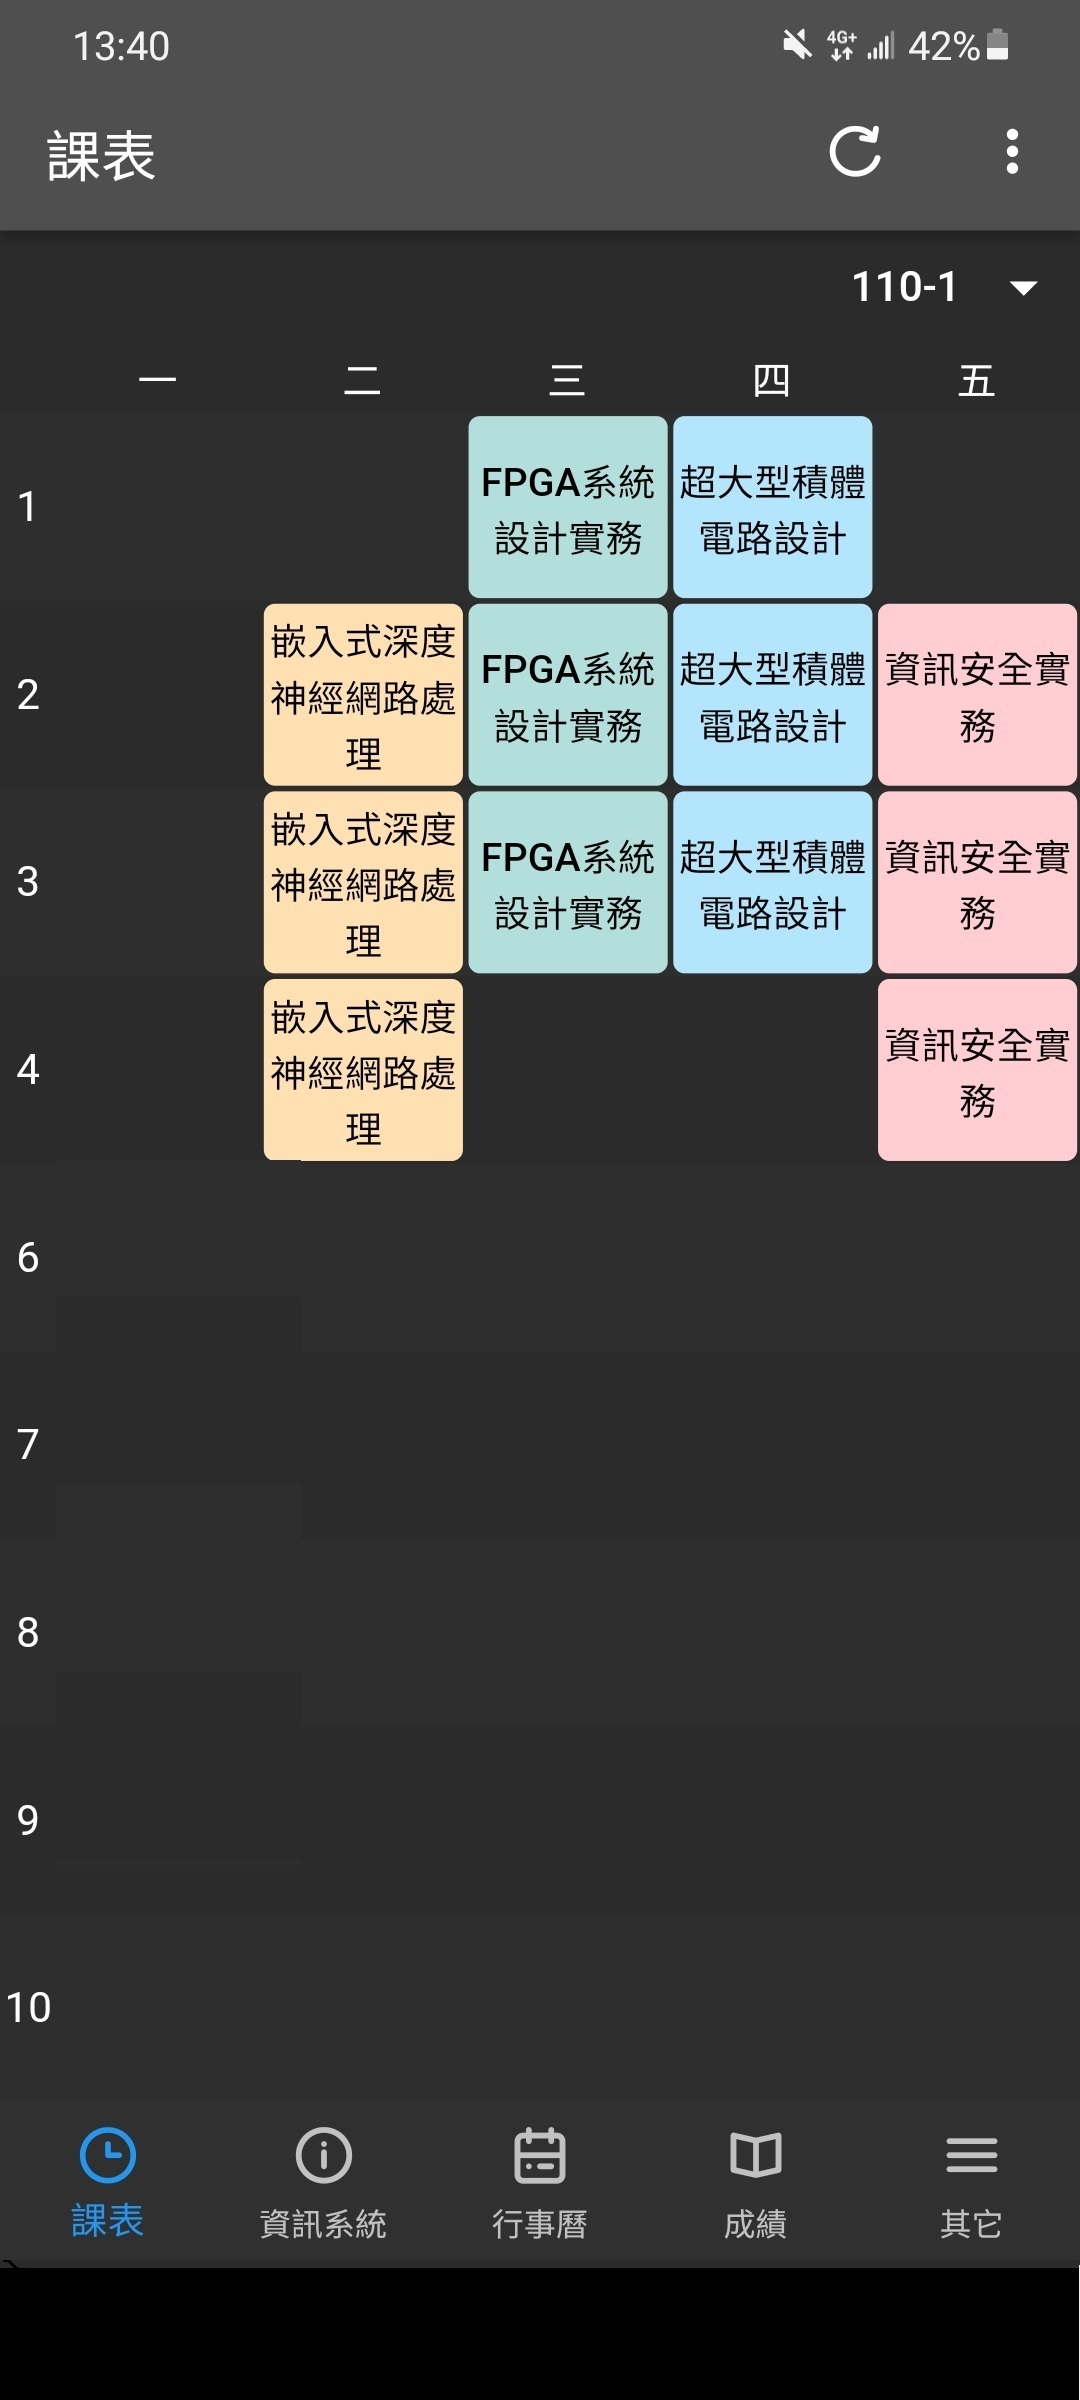 13:40 4G+ 42%
課表
110-1
一 二 三 四 五
1
FPGA系統
設計實務
超大型積體
電路設計
2
嵌入式深度
神經網路處
理
FPGA系統
設計實務
超大型積體
電路設計
資訊安全實
務
3
嵌入式深度
神經網路處
理
FPGA系統
設計實務
超大型積體
電路設計
資訊安全實
務
4
嵌入式深度
神經網路處
理
資訊安全實
務
6
7
8
9
10
課表 資訊系統 行事曆 成績 其它